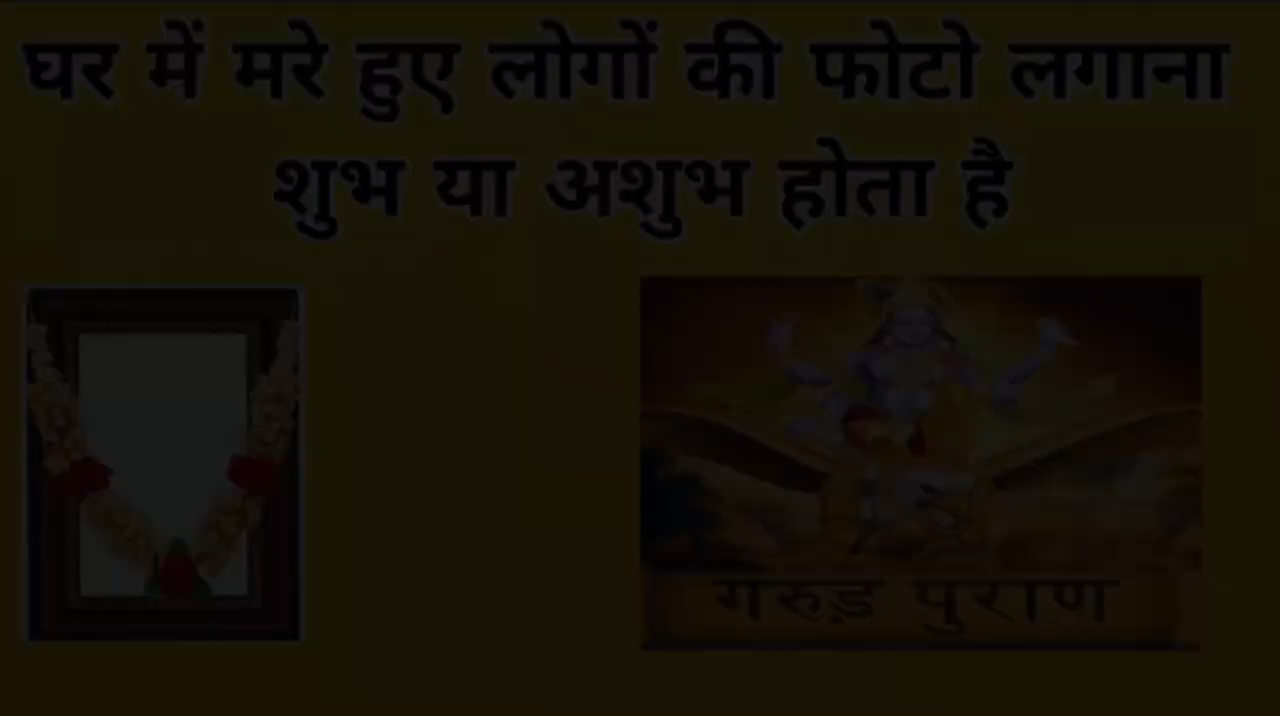 घर में मरे हुए लोगों की फोटो लगाना
शुभ या अशुभ होता है
गरुड़ पुराण